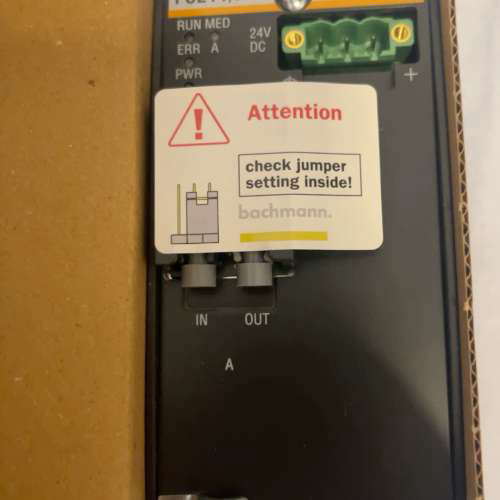 RUN MED
ERR A
24V
DC
PWR
+
Attention
!
check jumper
setting inside!
bachmann.
IN OUT
A